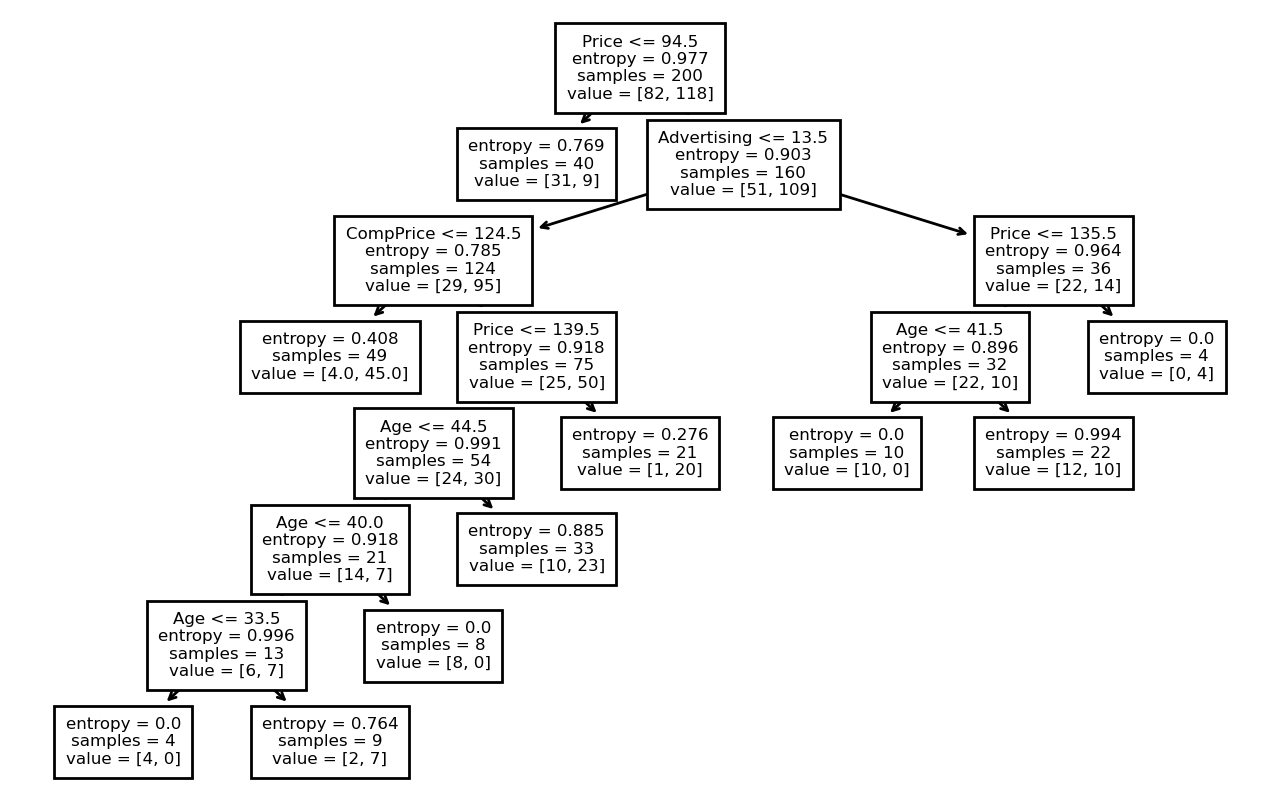 Price <= 94.5
entropy = 0.977
samples = 200
value = [82, 118]
entropy = 0.769
samples = 40
value = [31, 9]
Advertising <= 13.5
entropy = 0.903
samples = 160
value = [51, 109]
CompPrice <= 124.5
entropy = 0.785
samples = 124
value = [29, 95]
Price <= 135.5
entropy = 0.964
samples = 36
value = [22, 14]
entropy = 0.408
samples = 49
value = [4.0, 45.0]
Price <= 139.5
entropy = 0.918
samples = 75
value = [25, 50]
Age <= 41.5
entropy = 0.896
samples = 32
value = [22, 10]
entropy = 0.0
samples = 4
value = [0, 4]
Age <= 44.5
entropy = 0.991
samples = 54
value = [24, 30]
entropy = 0.276
samples = 21
value = [1, 20]
entropy = 0.0
samples = 10
value = [10, 0]
entropy = 0.994
samples = 22
value = [12, 10]
Age <= 40.0
entropy = 0.918
samples = 21
value = [14, 7]
entropy = 0.885
samples = 33
value = [10, 23]
Age <= 33.5
entropy = 0.996
samples = 13
value = [6, 7]
entropy = 0.0
samples = 8
value = [8, 0]
entropy = 0.0
samples = 4
value = [4, 0]
entropy = 0.764
samples = 9
value = [2, 7]